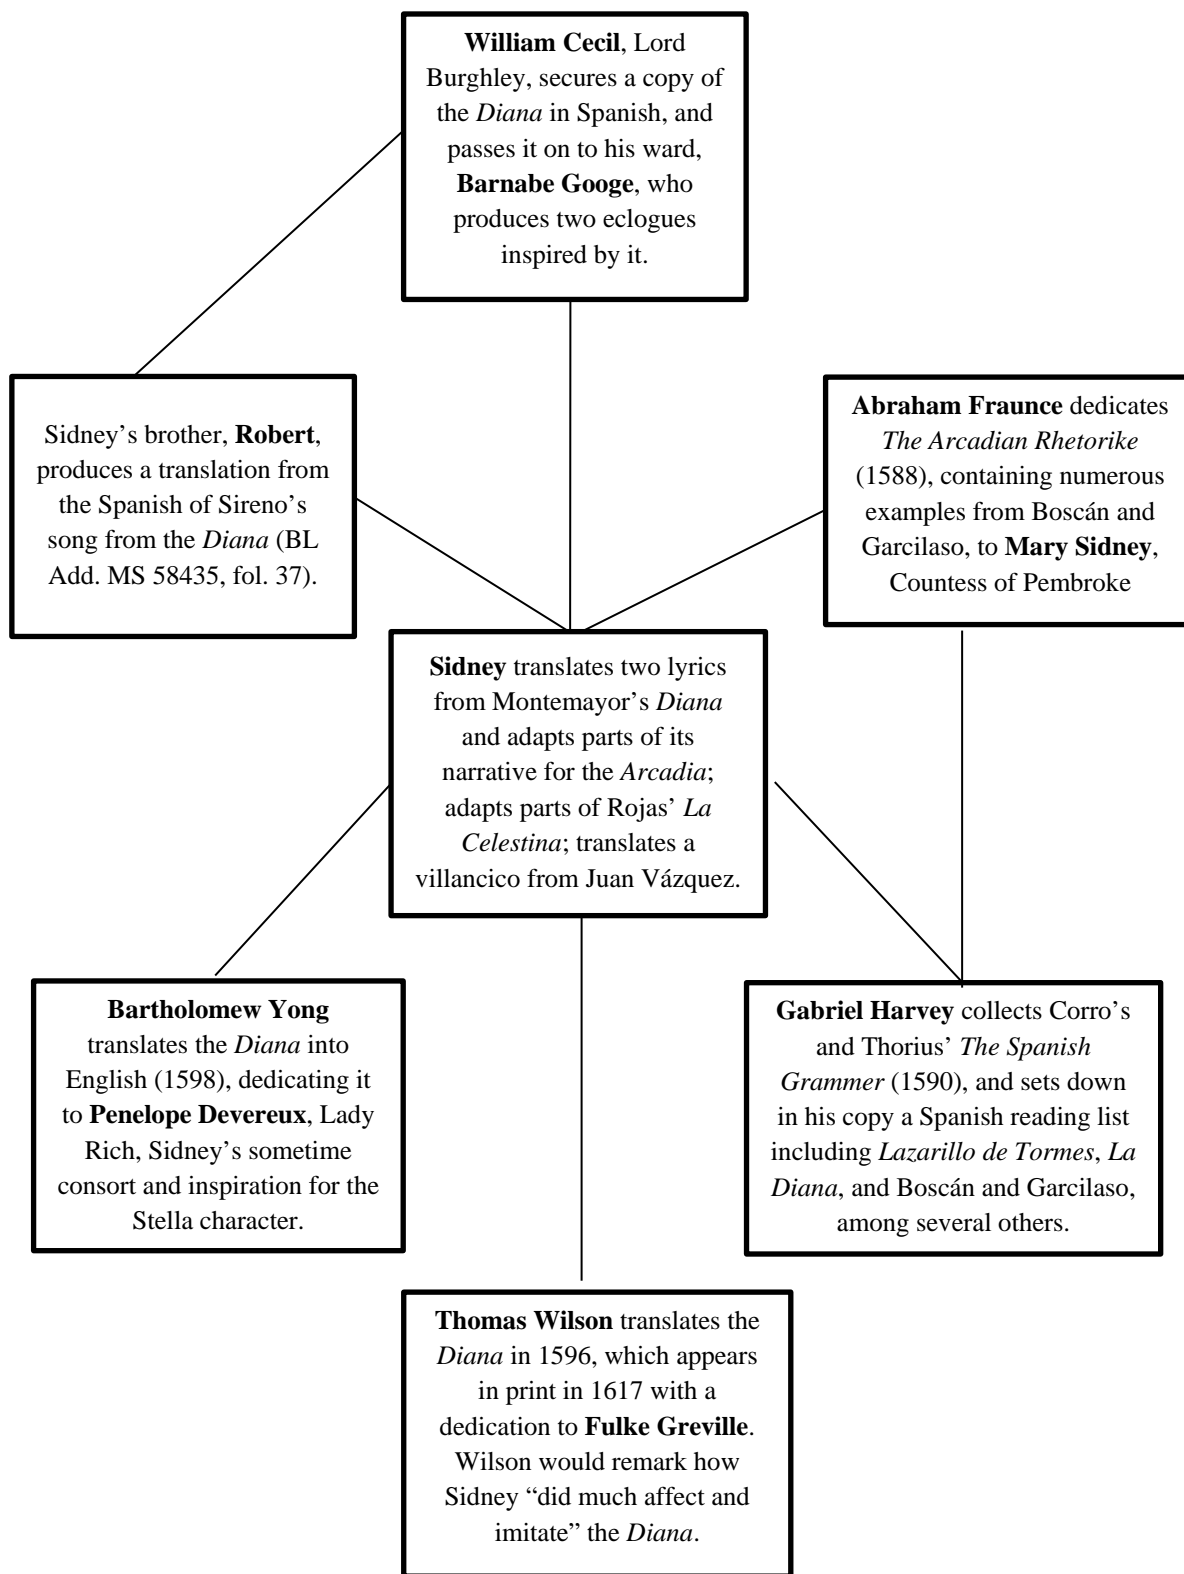 William Cecil, Lord
Burghley, secures a copy of
the Diana in Spanish, and
passes it on to his ward,
Barnabe Googe, who
produces two eclogues
inspired by it.
Sidney’s brother, Robert,
produces a translation from
the Spanish of Sireno’s
song from the Diana (BL
Add. MS 58435, fol. 37).
Abraham Fraunce dedicates
The Arcadian Rhetorike
(1588), containing numerous
examples from Boscán and
Garcilaso, to Mary Sidney,
Countess of Pembroke
Sidney translates two lyrics
from Montemayor’s Diana
and adapts parts of its
narrative for the Arcadia;
adapts parts of Rojas’ La
Celestina; translates a
villancico from Juan Vázquez.
Bartholomew Yong
translates the Diana into
English (1598), dedicating it
to Penelope Devereux, Lady
Rich, Sidney’s sometime
consort and inspiration for the
Stella character.
Gabriel Harvey collects Corro’s
and Thorius’ The Spanish
Grammer (1590), and sets down
in his copy a Spanish reading list
including Lazarillo de Tormes, La
Diana, and Boscán and Garcilaso,
among several others.
Thomas Wilson translates the
Diana in 1596, which appears
in print in 1617 with a
dedication to Fulke Greville.
Wilson would remark how
Sidney “did much affect and
imitate” the Diana.